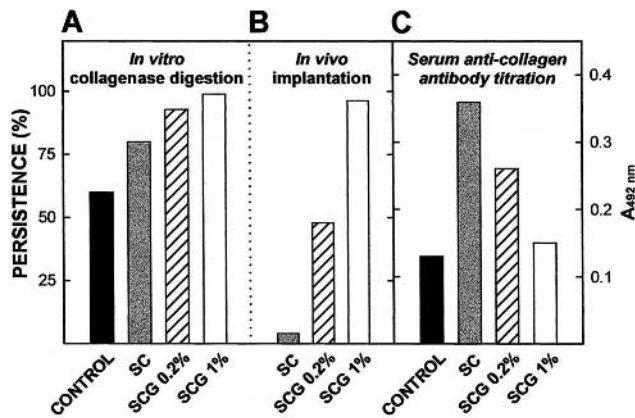 A
B
C
In vitro
collagenase digestion
In vivo
implantation
Serum anti-collagen
antibody titration
PERSISTENCE (%)
100
75
50
25
0.4
0.3
0.2
0.1
A492 nm
CONTROL
SC
SCG 0.2%
SCG 1%
SC
SCG 0.2%
SCG 1%
CONTROL
SC
SCG 0.2%
SCG 1%